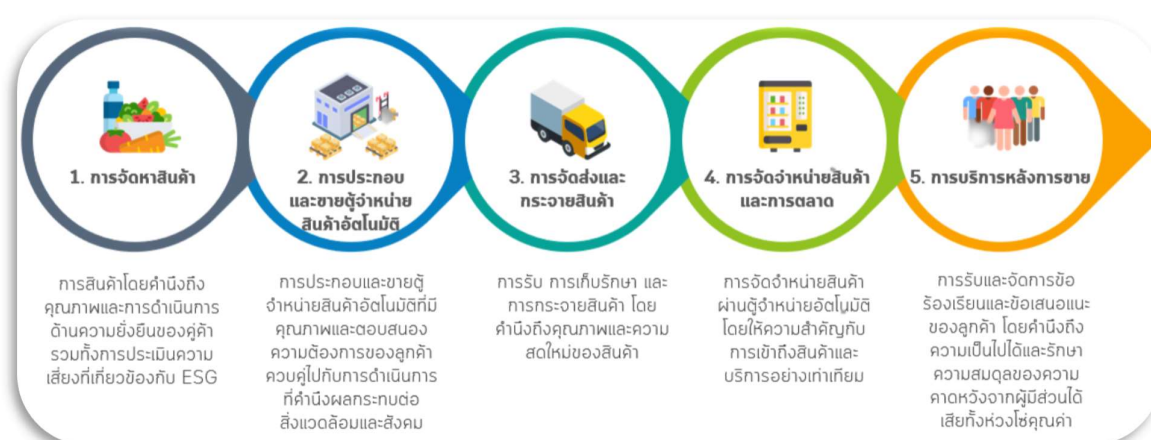 1. การจัดหาสินค้า
2. การประกอบ
และขายตู้จำหน่าย
สินค้าอัตโนมัติ
3. การจัดส่งและ
กระจายสินค้า
4. การจัดจำหน่ายสินค้า
และการตลาด
5. การบริการหลังการขาย
การสินค้าโดยคำนึงถึง
คุณภาพและการดำเนินการ
ด้านความยั่งยืนของคู่ค้า
รวมทั้งการประเมินความ
เสี่ยงที่เกี่ยวข้องกับ ESG
การประกอบและขายตู้
จำหน่ายสินค้าอัตโนมัติที่มี
คุณภาพและตอบสนอง
ความต้องการของลูกค้า
ควบคู่ไปกับการดำเนินการ
ที่คำนึงผลกระทบต่อ
สิ่งแวดล้อมและสังคม
การรับ การเก็บรักษา และ
การกระจายสินค้า โดย
คำนึงถึงคุณภาพและความ
สดใหม่ของสินค้า
การจัดจำหน่ายสินค้า
ผ่านตู้จำหน่ายอัตโนมัติ
โดยให้ความสำคัญกับ
การเข้าถึงสินค้าและ
บริการอย่างเท่าเทียม
การรับและจัดการข้อ
ร้องเรียนและข้อเสนอแนะ
ของลูกค้า โดยคำนึงถึง
ความเป็นไปได้และรักษา
ความสมดุลของความ
คาดหวังจากผู้มีส่วนได้
เสียทั้งห่วงโซ่คุณค่า